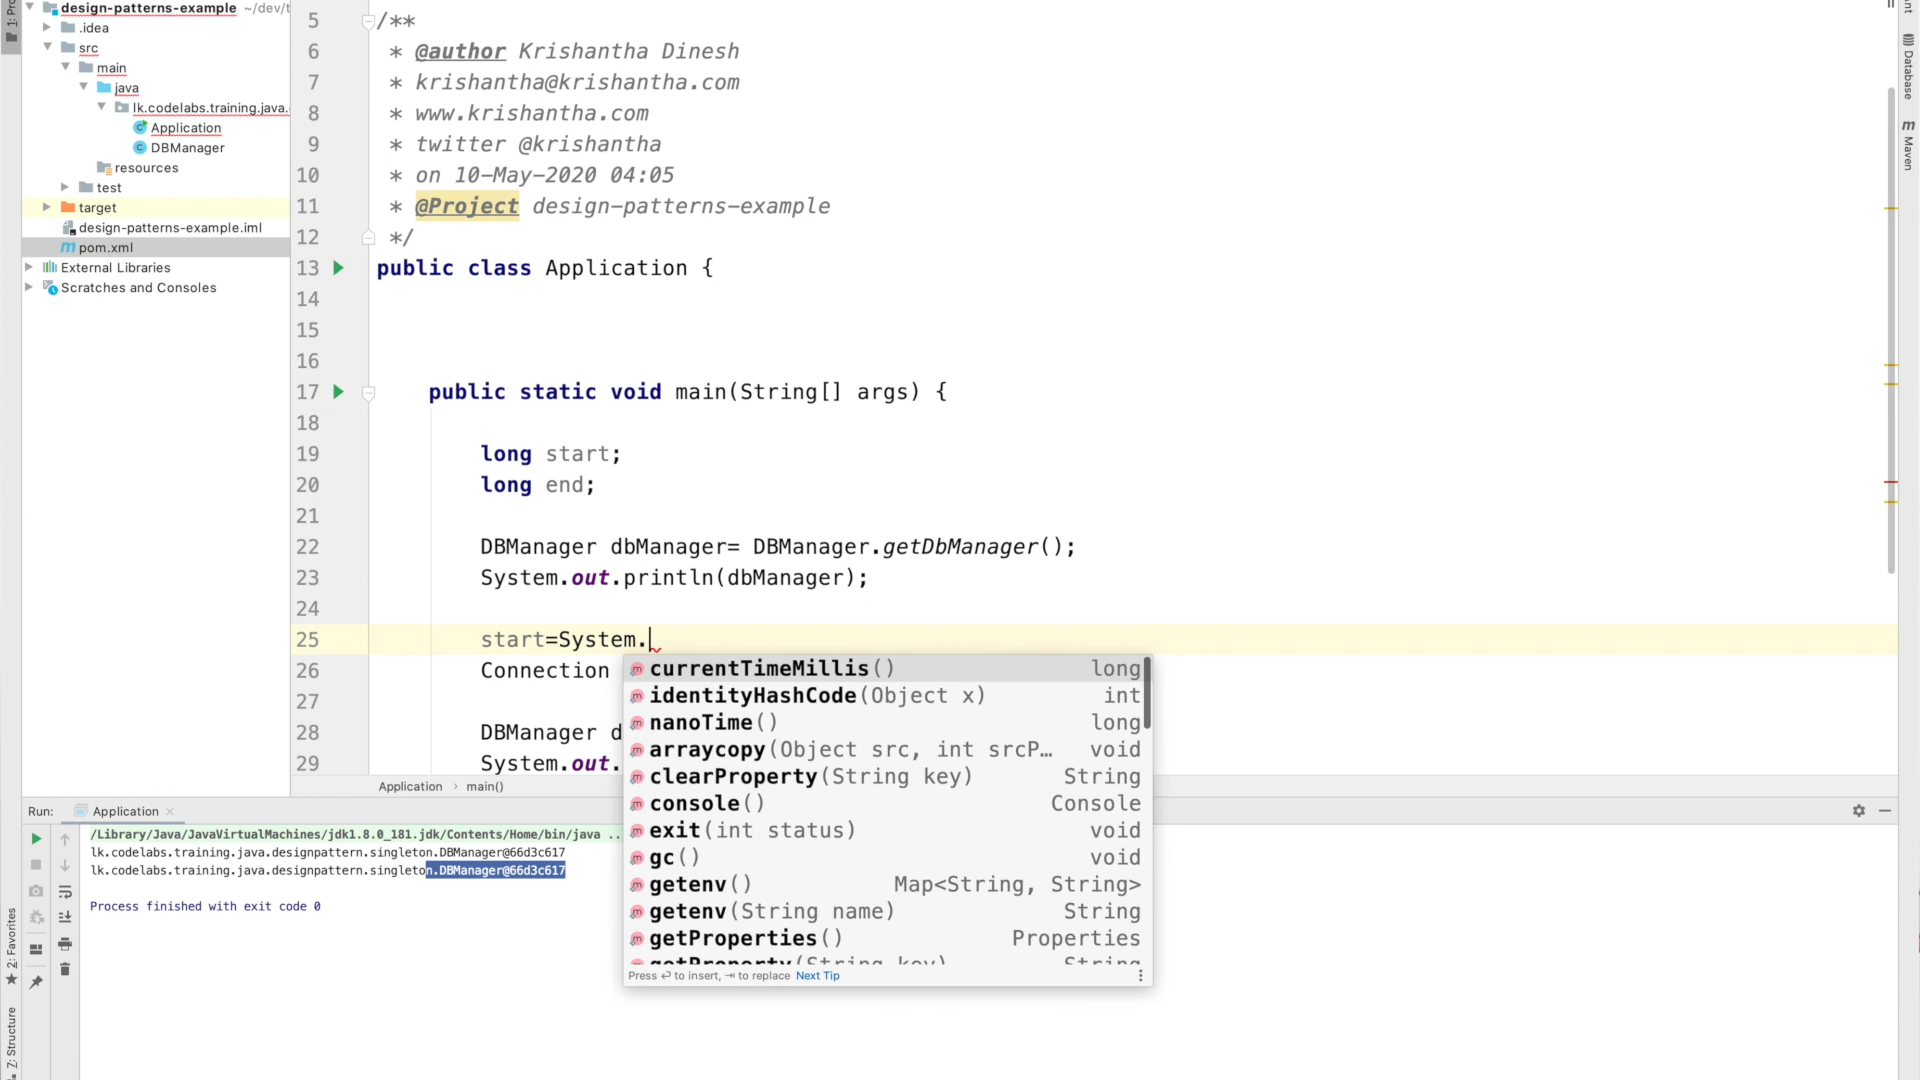 design-patterns-example ~/dev/t
.idea
src
main
java
lk.codelabs.training.java.
Application
DBManager
resources
test
target
design-patterns-example.iml
pom.xml
External Libraries
Scratches and Consoles
5 /**
6 * @author Krishantha Dinesh
7 * krishantha@krishantha.com
8 * www.krishantha.com
9 * twitter @krishantha
10 * on 10-May-2020 04:05
11 * @Project design-patterns-example
12 */
13 public class Application {
14
15
16
17 public static void main(String[] args) {
18
19 long start;
20 long end;
21
22 DBManager dbManager= DBManager.getDbManager();
23 System.out.println(dbManager);
24
25 start=System.
26 Connection
27
28 DBManager d
29 System.out.
currentTimeMillis() long
identityHashCode(Object x) int
nanoTime() long
arraycopy(Object src, int srcP… void
clearProperty(String key) String
console() Console
exit(int status) void
gc() void
getenv() Map<String, String>
getenv(String name) String
getProperties() Properties
getProperty(String key) String
Press ↵ to insert, ⇥ to replace Next Tip
Application › main()
Run: Application
/Library/Java/JavaVirtualMachines/jdk1.8.0_181.jdk/Contents/Home/bin/java ..
lk.codelabs.training.java.designpattern.singleton.DBManager@66d3c617
lk.codelabs.training.java.designpattern.singleton.DBManager@66d3c617
Process finished with exit code 0
2: Favorites
Z: Structure
Database
m Maven